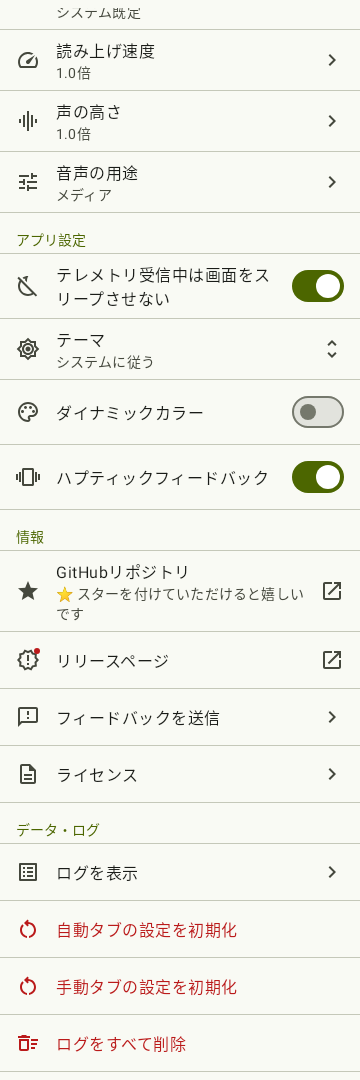 システム既定
読み上げ速度
1.0倍
声の高さ
1.0倍
音声の用途
メディア
アプリ設定
テレメトリ受信中は画面をス
リープさせない
テーマ
システムに従う
ダイナミックカラー
ハプティックフィードバック
情報
GitHubリポジトリ
⭐ スターを付けていただけると嬉しい
です
リリースページ
フィードバックを送信
ライセンス
データ・ログ
ログを表示
自動タブの設定を初期化
手動タブの設定を初期化
ログをすべて削除